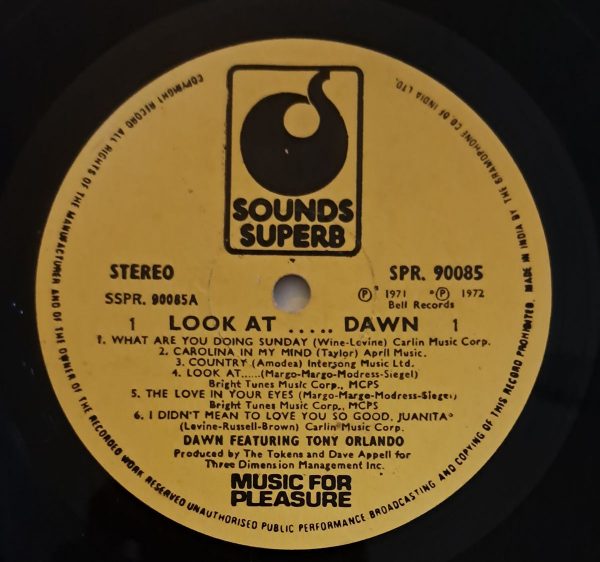 SOUNDS
SUPERB
STEREO
SPR. 90085
SSPR. 90085A
℗ 1971 °℗ 1972
Bell Records
1 LOOK AT ..... DAWN 1
1. WHAT ARE YOU DOING SUNDAY (Wine-Levine) Carlin Music Corp.
2. CAROLINA IN MY MIND (Taylor) April Music.
3. COUNTRY (Amodea) Intersong Music Ltd.
4. LOOK AT.....(Margo-Margo-Modress-Siegel)
Bright Tunes Music Corp., MCPS
5. THE LOVE IN YOUR EYES (Margo-Margo-Modress-Siegel)
Bright Tunes Music Corp., MCPS
6. I DIDN'T MEAN TO LOVE YOU SO GOOD, JUANITA°
(Levine-Russell-Brown) Carlin°Music Corp.
DAWN FEATURING TONY ORLANDO
Produced by The Tokens and Dave Appell for
Three Dimension Management Inc.
MUSIC FOR
PLEASURE
COPYRIGHT RECORD ALL RIGHTS OF THE MANUFACTURER AND OF THE OWNER OF THE RECORDED WORK RESERVED UNAUTHORISED PUBLIC PERFORMANCE BROADCASTING AND COPYING OF THIS RECORD PROHIBITED. MADE IN INDIA BY THE GRAMOPHONE CO OF INDIA LTD.